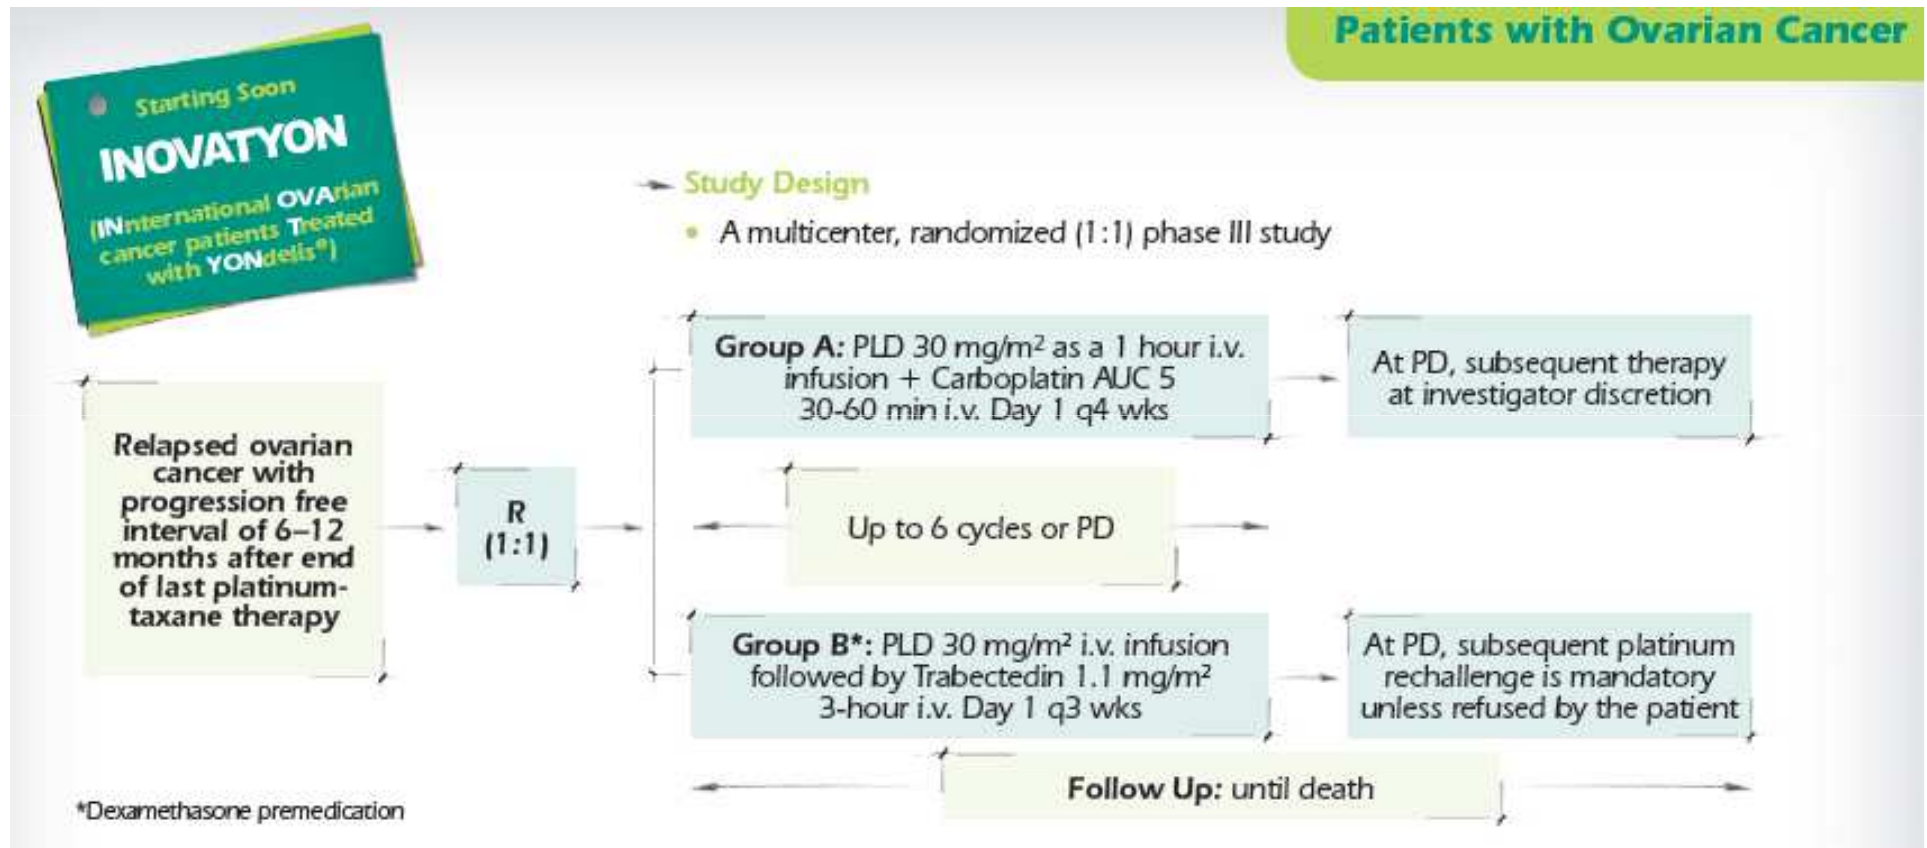 Patients with Ovarian Cancer
Starting Soon
INOVATYON
(INnternational OVArian
cancer patients Treated
with YONdelis®)
Study Design
• A multicenter, randomized (1:1) phase III study
Relapsed ovarian
cancer with
progression free
interval of 6–12
months after end
of last platinum-
taxane therapy
R
(1:1)
Group A: PLD 30 mg/m² as a 1 hour i.v.
infusion + Carboplatin AUC 5
30-60 min i.v. Day 1 q4 wks
At PD, subsequent therapy
at investigator discretion
Up to 6 cycles or PD
Group B*: PLD 30 mg/m² i.v. infusion
followed by Trabectedin 1.1 mg/m²
3-hour i.v. Day 1 q3 wks
At PD, subsequent platinum
rechallenge is mandatory
unless refused by the patient
Follow Up: until death
*Dexamethasone premedication